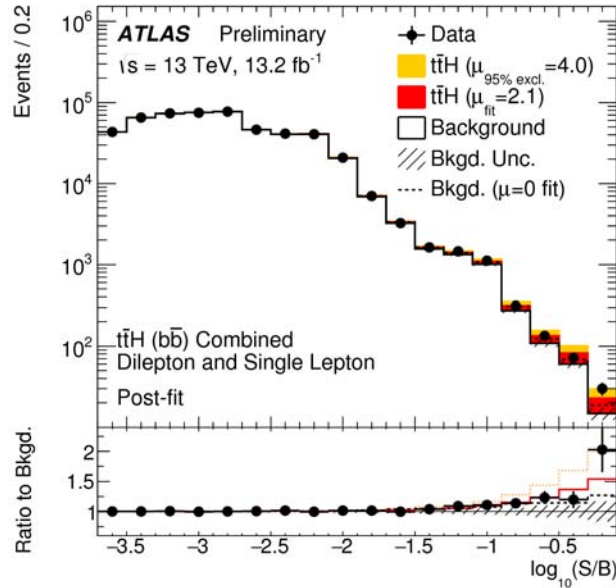 Events / 0.2
ATLAS Preliminary
√s = 13 TeV, 13.2 fb⁻¹
Data
tt̄H (μ95% excl.=4.0)
tt̄H (μfit=2.1)
Background
Bkgd. Unc.
Bkgd. (μ=0 fit)
10⁶
10⁵
10⁴
10³
10²
tt̄H (bb̄) Combined
Dilepton and Single Lepton
Post-fit
Ratio to Bkgd.
2
1.5
1
−3.5 −3 −2.5 −2 −1.5 −1 −0.5
log₁₀(S/B)